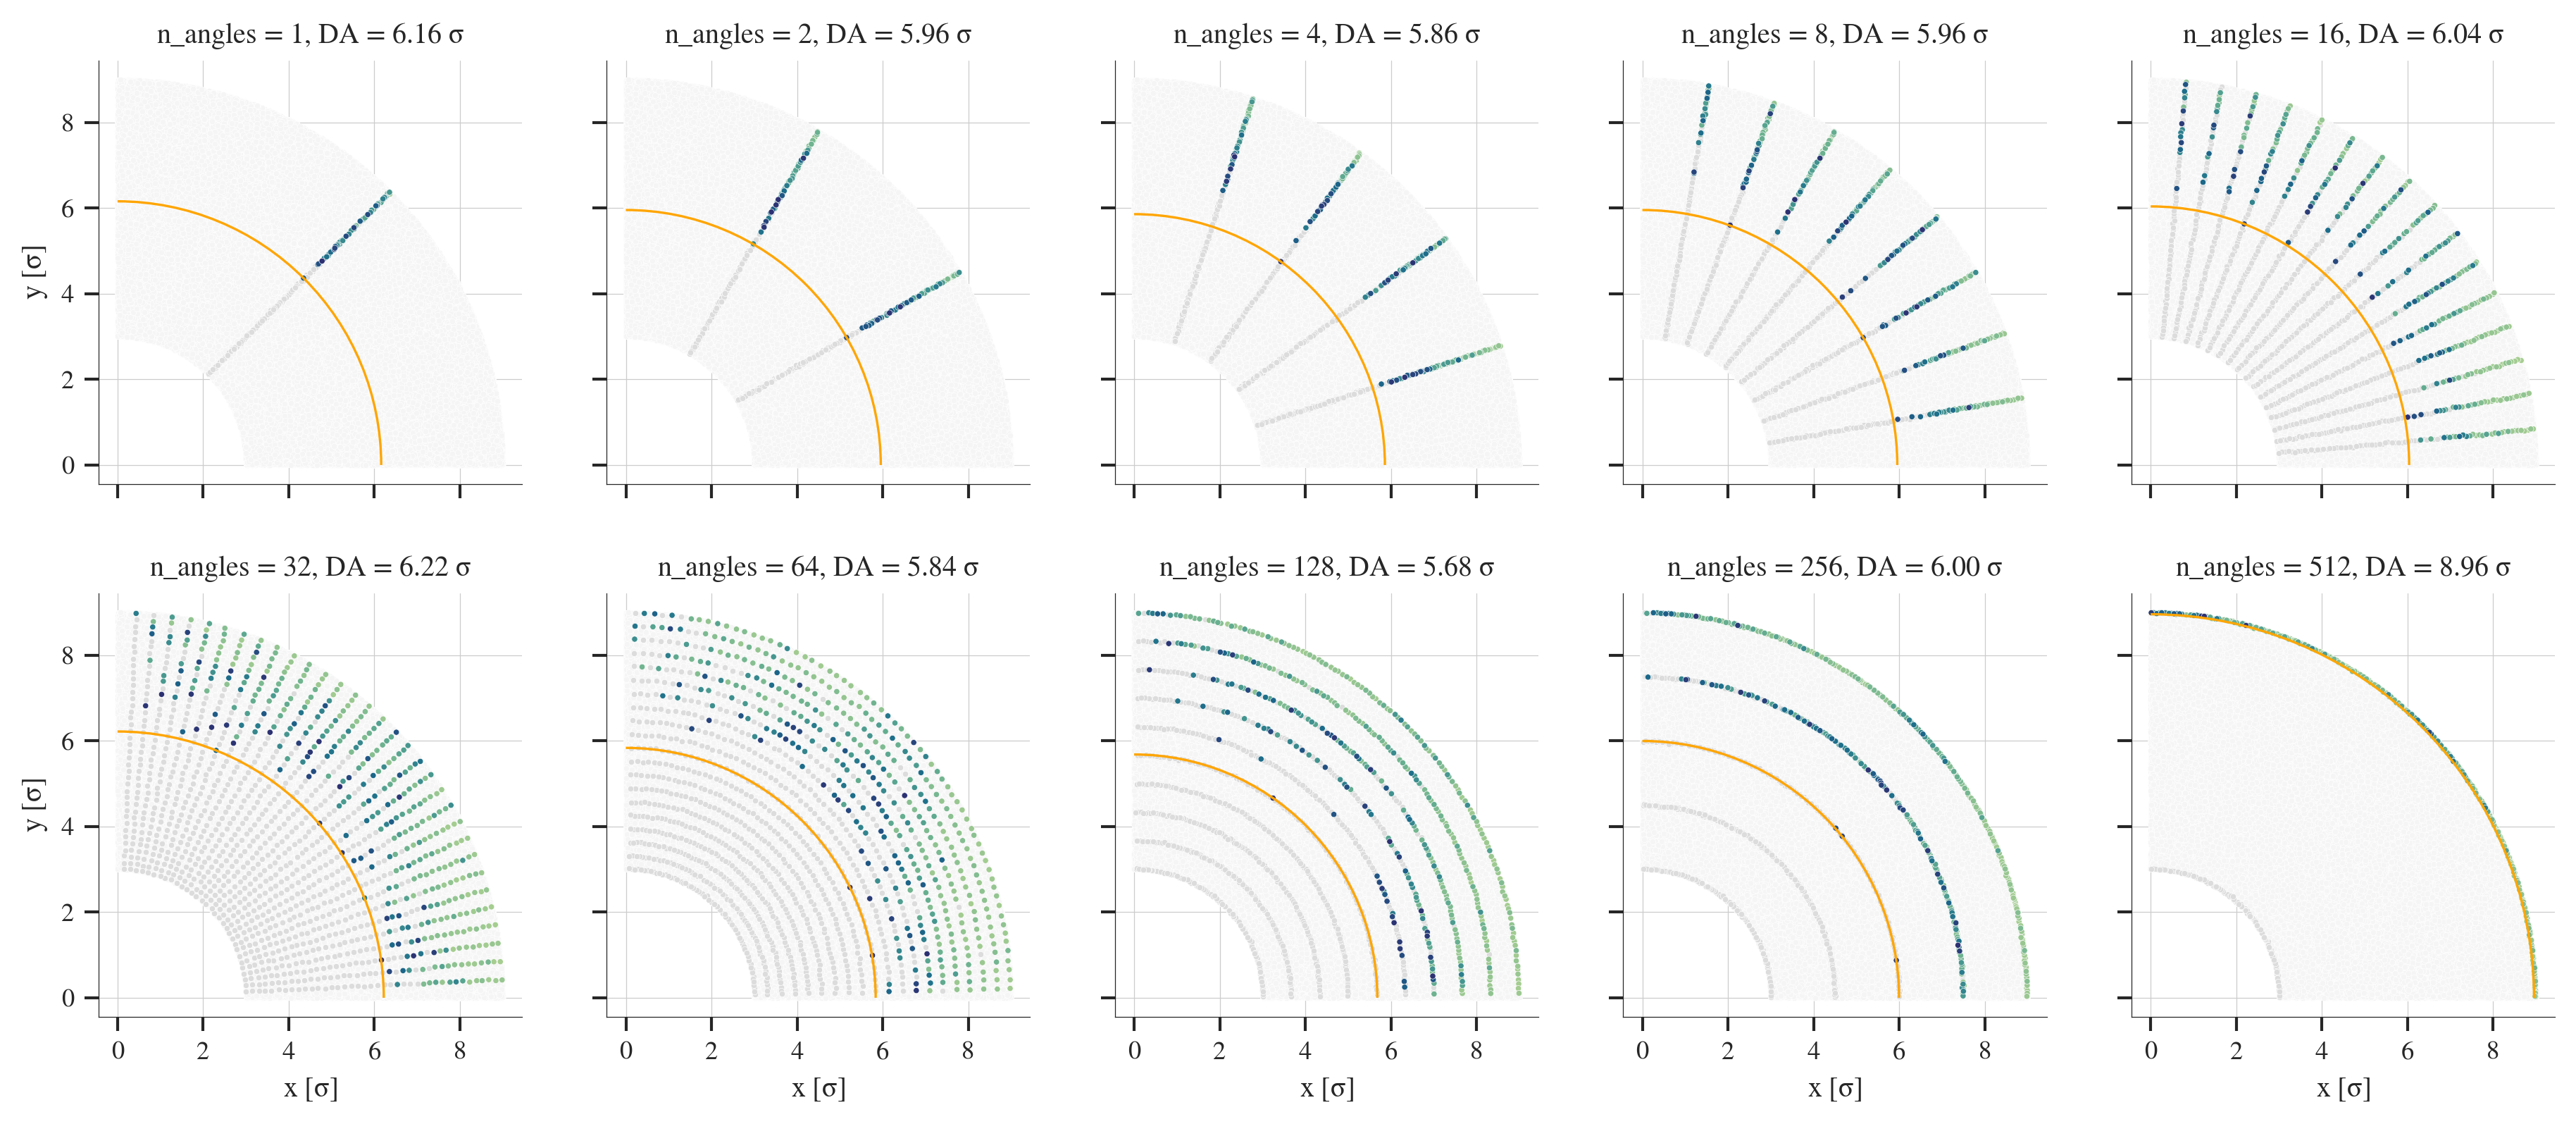 n_angles = 1, DA = 6.16 σ
n_angles = 2, DA = 5.96 σ
n_angles = 4, DA = 5.86 σ
n_angles = 8, DA = 5.96 σ
n_angles = 16, DA = 6.04 σ
y [σ]
8
6
4
2
0
n_angles = 32, DA = 6.22 σ
n_angles = 64, DA = 5.84 σ
n_angles = 128, DA = 5.68 σ
n_angles = 256, DA = 6.00 σ
n_angles = 512, DA = 8.96 σ
y [σ]
8
6
4
2
0
0 2 4 6 8
0 2 4 6 8
0 2 4 6 8
0 2 4 6 8
0 2 4 6 8
x [σ]
x [σ]
x [σ]
x [σ]
x [σ]